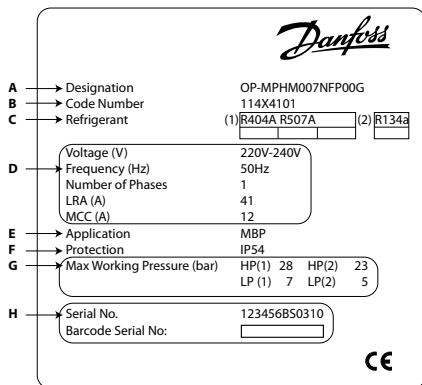 Danfoss
A Designation OP-MPHM007NFP00G
B Code Number 114X4101
C Refrigerant (1) R404A R507A (2) R134a
Voltage (V) 220V-240V
D Frequency (Hz) 50Hz
Number of Phases 1
LRA (A) 41
MCC (A) 12
E Application MBP
F Protection IP54
G Max Working Pressure (bar) HP(1) 28 HP(2) 23
LP (1) 7 LP(2) 5
H Serial No. 123456BS0310
Barcode Serial No:
CE